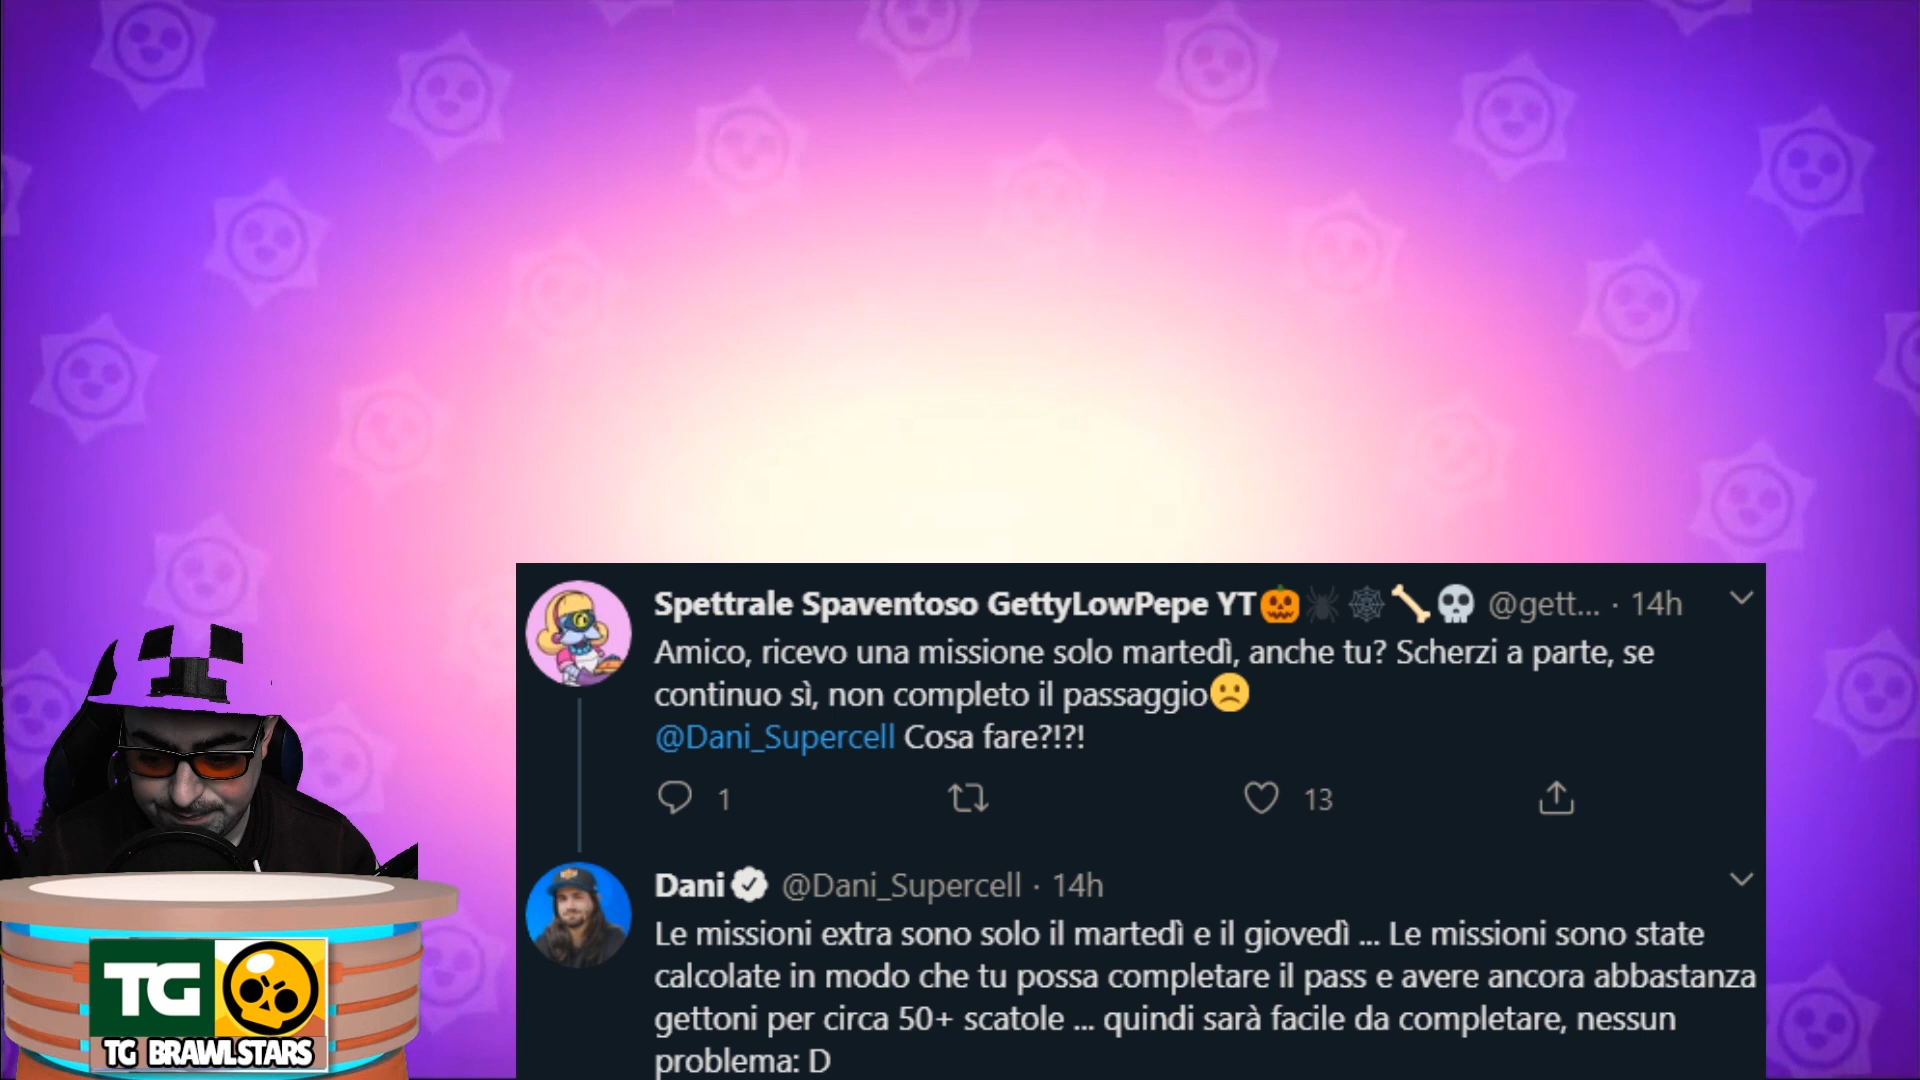 Spettrale Spaventoso GettyLowPepe YT🎃🕷🕸🦴💀 @gett... · 14h
Amico, ricevo una missione solo martedì, anche tu? Scherzi a parte, se
continuo sì, non completo il passaggio🙁
@Dani_Supercell Cosa fare?!?!
1 13
Dani @Dani_Supercell · 14h
Le missioni extra sono solo il martedì e il giovedì ... Le missioni sono state
calcolate in modo che tu possa completare il pass e avere ancora abbastanza
gettoni per circa 50+ scatole ... quindi sarà facile da completare, nessun
problema: D
TG
TG BRAWLSTARS